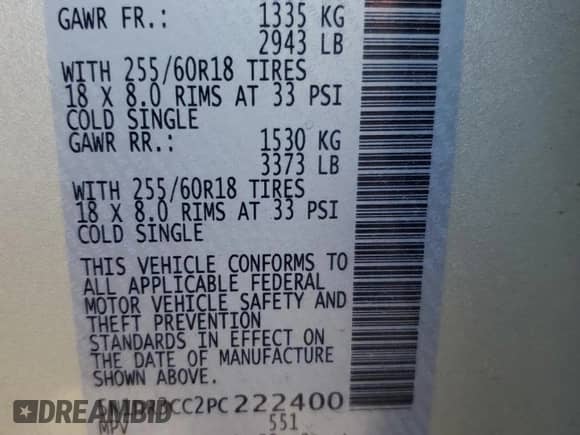 GAWR FR.: 1335 KG
2943 LB
WITH 255/60R18 TIRES
18 X 8.0 RIMS AT 33 PSI
COLD SINGLE
GAWR RR.: 1530 KG
3373 LB
WITH 255/60R18 TIRES
18 X 8.0 RIMS AT 33 PSI
COLD SINGLE
THIS VEHICLE CONFORMS TO
ALL APPLICABLE FEDERAL
MOTOR VEHICLE SAFETY AND
THEFT PREVENTION
STANDARDS IN EFFECT ON
THE DATE OF MANUFACTURE
SHOWN ABOVE.
MPV 551
DREAMBID